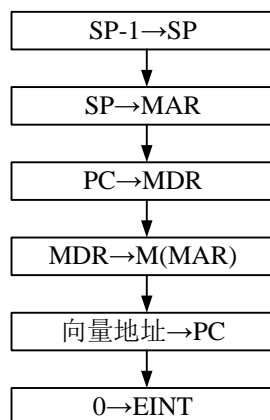 SP-1→SP
SP→MAR
PC→MDR
MDR→M(MAR)
向量地址→PC
0→EINT